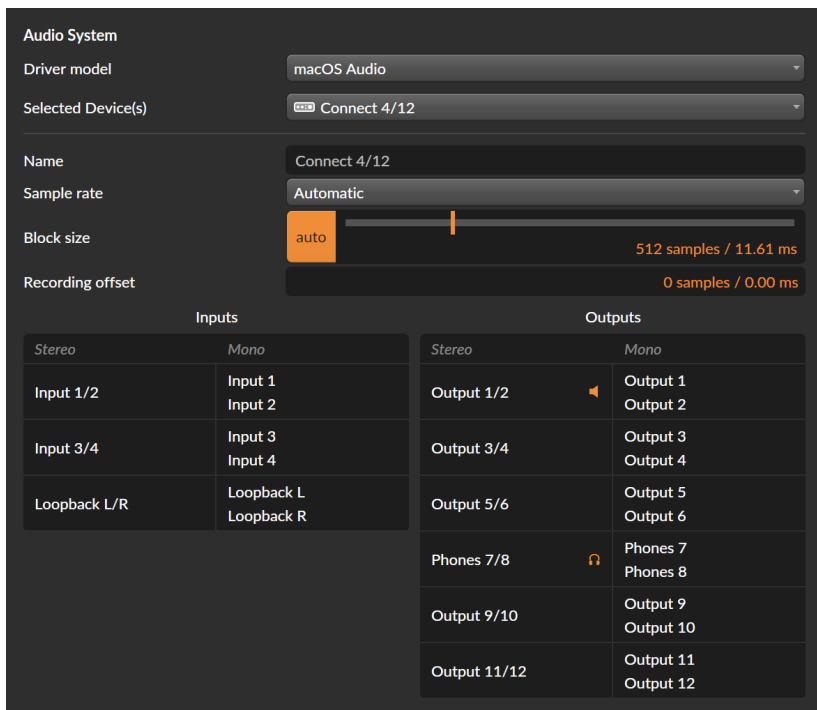 Audio System
Driver model macOS Audio
Selected Device(s) Connect 4/12
Name Connect 4/12
Sample rate Automatic
Block size auto 512 samples / 11.61 ms
Recording offset 0 samples / 0.00 ms
Inputs
Stereo Mono
Input 1/2
Input 1
Input 2
Input 3/4
Input 3
Input 4
Loopback L/R
Loopback L
Loopback R
Outputs
Stereo Mono
Output 1/2
Output 1
Output 2
Output 3/4
Output 3
Output 4
Output 5/6
Output 5
Output 6
Phones 7/8
Phones 7
Phones 8
Output 9/10
Output 9
Output 10
Output 11/12
Output 11
Output 12